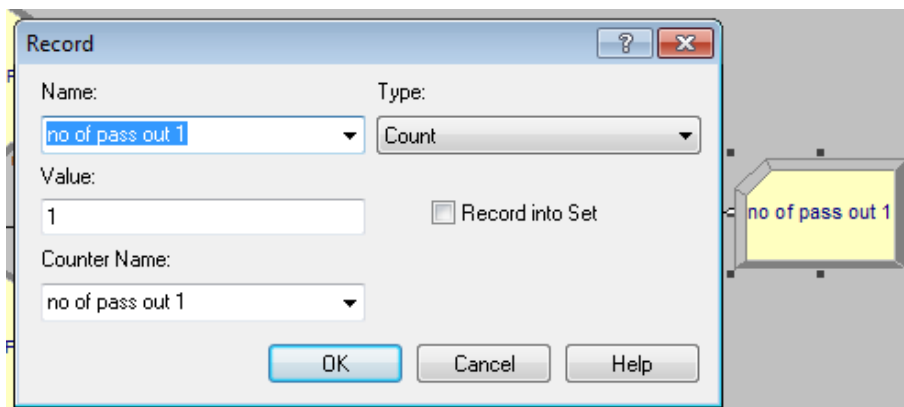 Record
Name:
Type:
no of pass out 1
Count
Value:
1
Record into Set
no of pass out 1
Counter Name:
no of pass out 1
OK
Cancel
Help